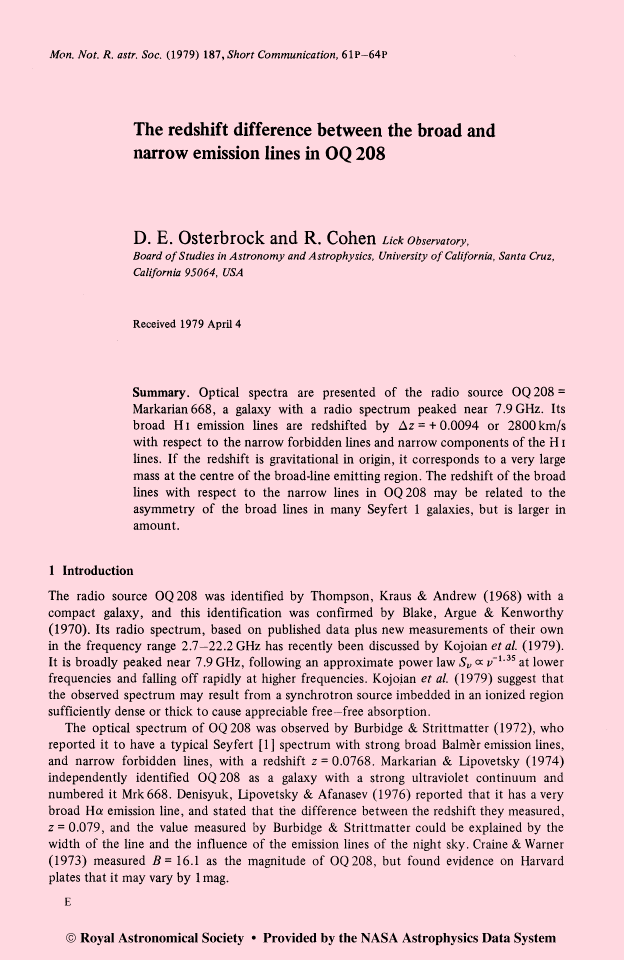 Mon. Not. R. astr. Soc. (1979) 187, Short Communication, 61P–64P
The redshift difference between the broad and
narrow emission lines in OQ 208
D. E. Osterbrock and R. Cohen Lick Observatory,
Board of Studies in Astronomy and Astrophysics, University of California, Santa Cruz,
California 95064, USA
Received 1979 April 4
Summary. Optical spectra are presented of the radio source OQ 208 =
Markarian 668, a galaxy with a radio spectrum peaked near 7.9 GHz. Its
broad H I emission lines are redshifted by Δz = + 0.0094 or 2800 km/s
with respect to the narrow forbidden lines and narrow components of the H I
lines. If the redshift is gravitational in origin, it corresponds to a very large
mass at the centre of the broad-line emitting region. The redshift of the broad
lines with respect to the narrow lines in OQ 208 may be related to the
asymmetry of the broad lines in many Seyfert 1 galaxies, but is larger in
amount.
1 Introduction
The radio source OQ 208 was identified by Thompson, Kraus & Andrew (1968) with a
compact galaxy, and this identification was confirmed by Blake, Argue & Kenworthy
(1970). Its radio spectrum, based on published data plus new measurements of their own
in the frequency range 2.7–22.2 GHz has recently been discussed by Kojoian et al. (1979).
It is broadly peaked near 7.9 GHz, following an approximate power law Sν ∝ ν⁻¹·³⁵ at lower
frequencies and falling off rapidly at higher frequencies. Kojoian et al. (1979) suggest that
the observed spectrum may result from a synchrotron source imbedded in an ionized region
sufficiently dense or thick to cause appreciable free–free absorption.
The optical spectrum of OQ 208 was observed by Burbidge & Strittmatter (1972), who
reported it to have a typical Seyfert [1] spectrum with strong broad Balmèr emission lines,
and narrow forbidden lines, with a redshift z = 0.0768. Markarian & Lipovetsky (1974)
independently identified OQ 208 as a galaxy with a strong ultraviolet continuum and
numbered it Mrk 668. Denisyuk, Lipovetsky & Afanasev (1976) reported that it has a very
broad Hα emission line, and stated that the difference between the redshift they measured,
z = 0.079, and the value measured by Burbidge & Strittmatter could be explained by the
width of the line and the influence of the emission lines of the night sky. Craine & Warner
(1973) measured B = 16.1 as the magnitude of OQ 208, but found evidence on Harvard
plates that it may vary by 1 mag.
E
© Royal Astronomical Society • Provided by the NASA Astrophysics Data System